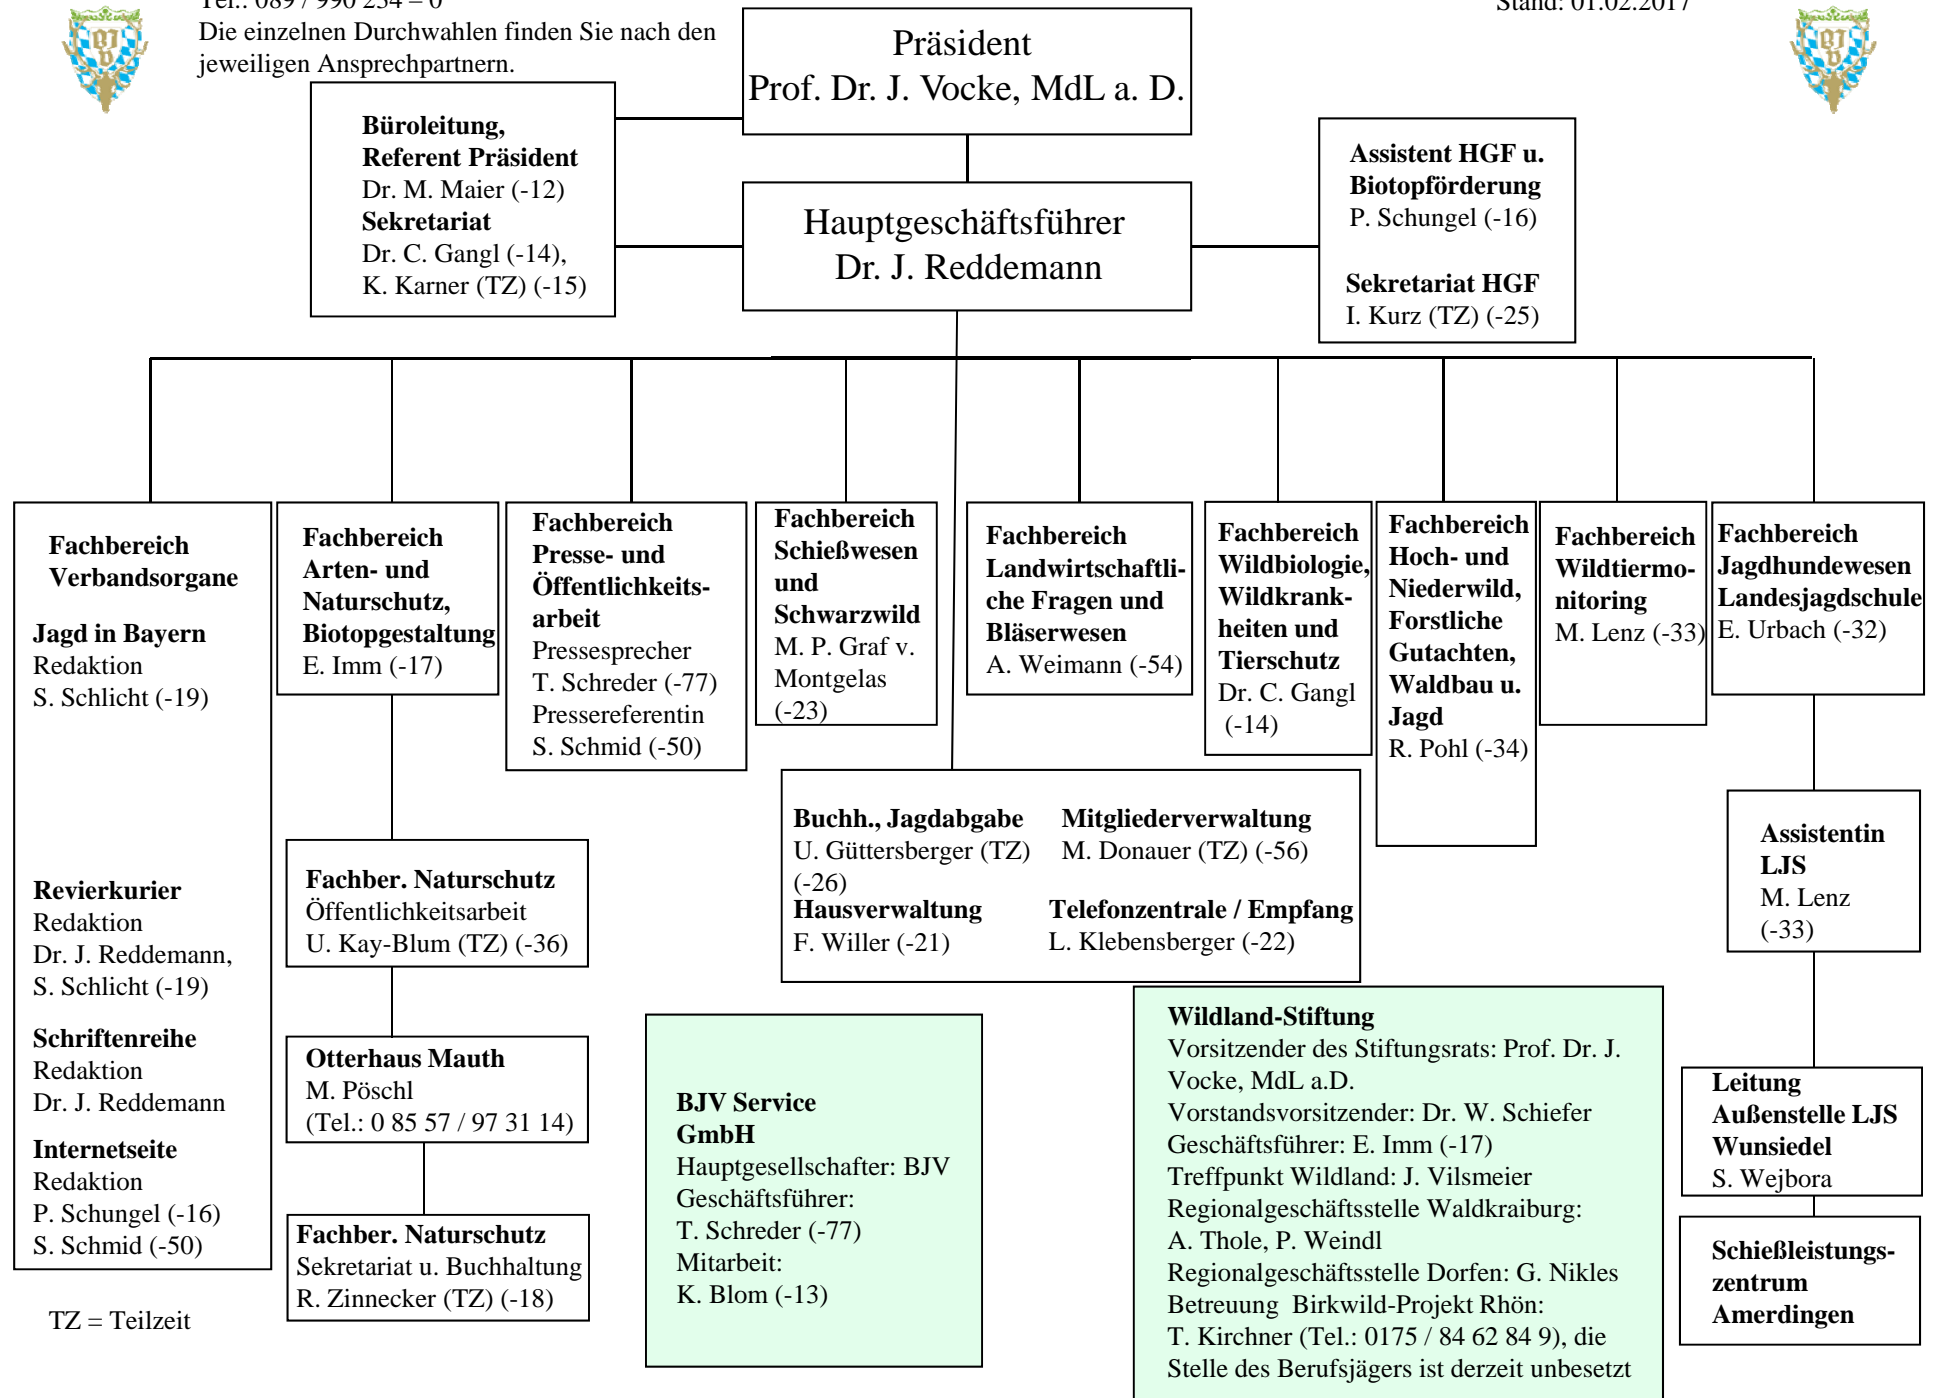 Tel.: 089 / 990 234 – 0
Die einzelnen Durchwahlen finden Sie nach den
jeweiligen Ansprechpartnern.
Stand: 01.02.2017
Präsident
Prof. Dr. J. Vocke, MdL a. D.
Büroleitung,
Referent Präsident
Dr. M. Maier (-12)
Sekretariat
Dr. C. Gangl (-14),
K. Karner (TZ) (-15)
Hauptgeschäftsführer
Dr. J. Reddemann
Assistent HGF u.
Biotopförderung
P. Schungel (-16)
Sekretariat HGF
I. Kurz (TZ) (-25)
Fachbereich
Verbandsorgane
Jagd in Bayern
Redaktion
S. Schlicht (-19)
Revierkurier
Redaktion
Dr. J. Reddemann,
S. Schlicht (-19)
Schriftenreihe
Redaktion
Dr. J. Reddemann
Internetseite
Redaktion
P. Schungel (-16)
S. Schmid (-50)
TZ = Teilzeit
Fachbereich
Arten- und
Naturschutz,
Biotopgestaltung
E. Imm (-17)
Fachber. Naturschutz
Öffentlichkeitsarbeit
U. Kay-Blum (TZ) (-36)
Otterhaus Mauth
M. Pöschl
(Tel.: 0 85 57 / 97 31 14)
Fachber. Naturschutz
Sekretariat u. Buchhaltung
R. Zinnecker (TZ) (-18)
Fachbereich
Presse- und
Öffentlichkeits-
arbeit
Pressesprecher
T. Schreder (-77)
Pressereferentin
S. Schmid (-50)
Fachbereich
Schießwesen
und
Schwarzwild
M. P. Graf v.
Montgelas
(-23)
Fachbereich
Landwirtschaftli-
che Fragen und
Bläserwesen
A. Weimann (-54)
Fachbereich
Wildbiologie,
Wildkrank-
heiten und
Tierschutz
Dr. C. Gangl
(-14)
Fachbereich
Hoch- und
Niederwild,
Forstliche
Gutachten,
Waldbau u.
Jagd
R. Pohl (-34)
Fachbereich
Wildtiermo-
nitoring
M. Lenz (-33)
Fachbereich
Jagdhundewesen
Landesjagdschule
E. Urbach (-32)
Assistentin
LJS
M. Lenz
(-33)
Leitung
Außenstelle LJS
Wunsiedel
S. Wejbora
Schießleistungs-
zentrum
Amerdingen
Buchh., Jagdabgabe
U. Güttersberger (TZ)
(-26)
Mitgliederverwaltung
M. Donauer (TZ) (-56)
Hausverwaltung
F. Willer (-21)
Telefonzentrale / Empfang
L. Klebensberger (-22)
BJV Service
GmbH
Hauptgesellschafter: BJV
Geschäftsführer:
T. Schreder (-77)
Mitarbeit:
K. Blom (-13)
Wildland-Stiftung
Vorsitzender des Stiftungsrats: Prof. Dr. J.
Vocke, MdL a.D.
Vorstandsvorsitzender: Dr. W. Schiefer
Geschäftsführer: E. Imm (-17)
Treffpunkt Wildland: J. Vilsmeier
Regionalgeschäftsstelle Waldkraiburg:
A. Thole, P. Weindl
Regionalgeschäftsstelle Dorfen: G. Nikles
Betreuung Birkwild-Projekt Rhön:
T. Kirchner (Tel.: 0175 / 84 62 84 9), die
Stelle des Berufsjägers ist derzeit unbesetzt